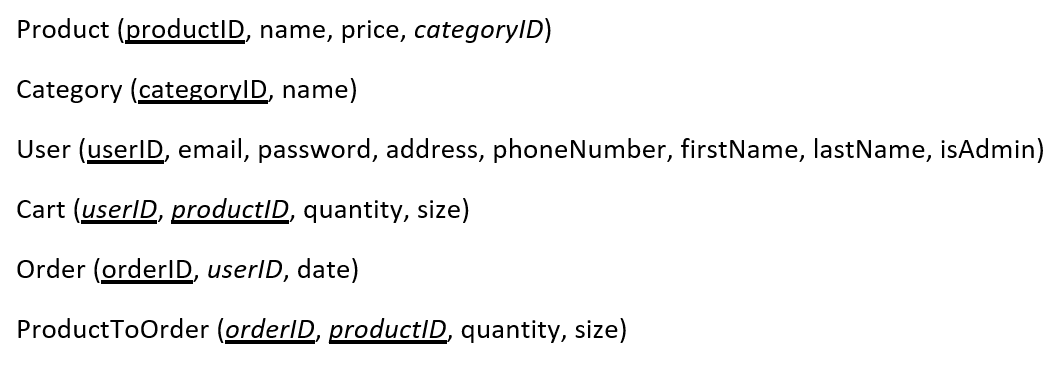 Product (productID, name, price, categoryID)
Category (categoryID, name)
User (userID, email, password, address, phoneNumber, firstName, lastName, isAdmin)
Cart (userID, productID, quantity, size)
Order (orderID, userID, date)
ProductToOrder (orderID, productID, quantity, size)